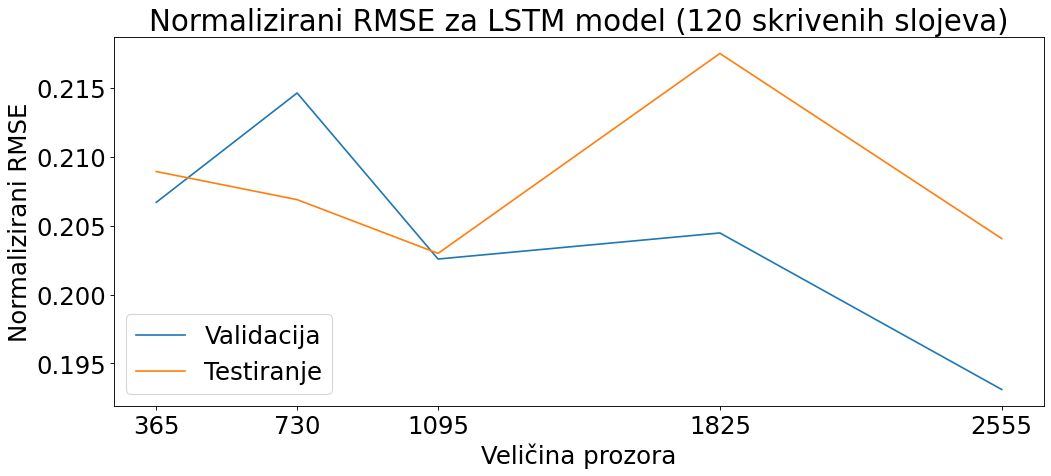 Normalizirani RMSE za LSTM model (120 skrivenih slojeva)
Normalizirani RMSE
0.215
0.210
0.205
0.200
0.195
Validacija
Testiranje
365 730 1095 1825 2555
Veličina prozora